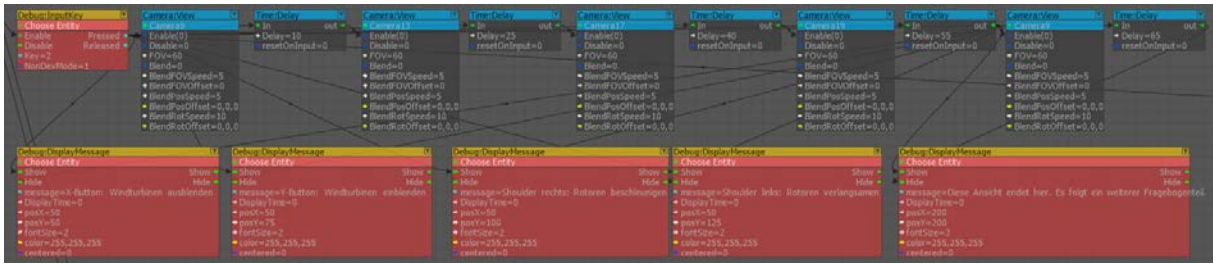 Debug:InputKey
Choose Entity
Enable Pressed
Disable Released
Key=2
NonDevMode=1
Camera:View
Camera9
Enable(0)
Disable=0
FOV=60
Blend=0
BlendFOVSpeed=5
BlendFOVOffset=0
BlendPosSpeed=5
BlendPosOffset=0,0,0
BlendRotSpeed=10
BlendRotOffset=0,0,0
Time:Delay
in out
Delay=10
resetOnInput=0
Camera:View
Camera13
Enable(0)
Disable=0
FOV=60
Blend=0
BlendFOVSpeed=5
BlendFOVOffset=0
BlendPosSpeed=5
BlendPosOffset=0,0,0
BlendRotSpeed=10
BlendRotOffset=0,0,0
Time:Delay
in out
Delay=25
resetOnInput=0
Camera:View
Camera17
Enable(0)
Disable=0
FOV=60
Blend=0
BlendFOVSpeed=5
BlendFOVOffset=0
BlendPosSpeed=5
BlendPosOffset=0,0,0
BlendRotSpeed=10
BlendRotOffset=0,0,0
Time:Delay
in out
Delay=40
resetOnInput=0
Camera:View
Enable(0)
Disable=0
FOV=60
Blend=0
BlendFOVSpeed=5
BlendFOVOffset=0
BlendPosSpeed=5
BlendPosOffset=0,0,0
BlendRotSpeed=10
BlendRotOffset=0,0,0
Time:Delay
in out
Delay=55
resetOnInput=0
Camera:View
Camera9
Enable(0)
Disable=0
FOV=60
Blend=0
BlendFOVSpeed=5
BlendFOVOffset=0
BlendPosSpeed=5
BlendPosOffset=0,0,0
BlendRotSpeed=10
BlendRotOffset=0,0,0
Time:Delay
in out
Delay=65
resetOnInput=0
Debug:DisplayMessage
Choose Entity
Show Show
Hide Hide
message=X-Button: Windturbinen ausblenden
DisplayTime=0
posX=50
posY=50
fontSize=2
color=255,255,255
centered=0
Debug:DisplayMessage
Choose Entity
Show Show
Hide Hide
message=Y-Button: Windturbinen einblenden
DisplayTime=0
posX=50
posY=75
fontSize=2
color=255,255,255
centered=0
Debug:DisplayMessage
Choose Entity
Show Show
Hide Hide
message=Shoulder rechts: Rotoren beschleunigen
DisplayTime=0
posX=50
posY=100
fontSize=2
color=255,255,255
centered=0
Debug:DisplayMessage
Choose Entity
Show Show
Hide Hide
message=Shoulder links: Rotoren verlangsamen
DisplayTime=0
posX=50
posY=125
fontSize=2
color=255,255,255
centered=0
Debug:DisplayMessage
Choose Entity
Show Show
Hide Hide
message=Diese Ansicht endet hier. Es folgt ein weiterer Fragebogenteil.
DisplayTime=0
posX=200
posY=200
fontSize=3
color=255,255,255
centered=0